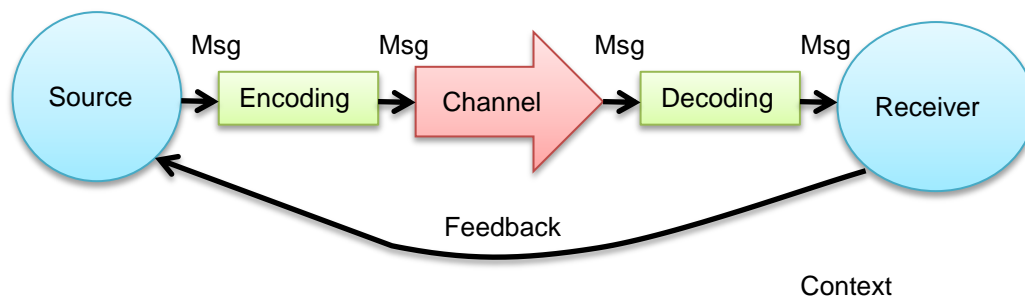 Msg
Msg
Msg
Msg
Source
Encoding
Channel
Decoding
Receiver
Feedback
Context